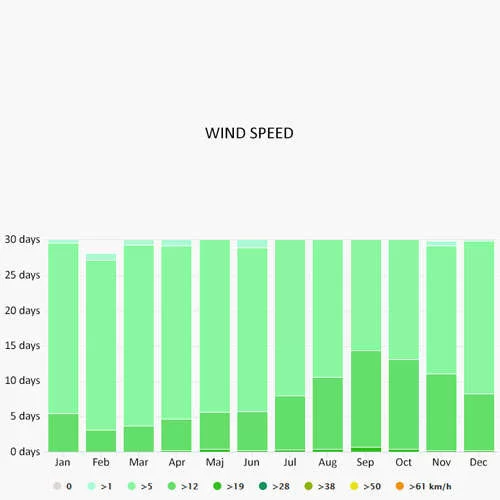 WIND SPEED
30 days
25 days
20 days
15 days
10 days
5 days
0 days
Jan Feb Mar Apr Maj Jun Jul Aug Sep Oct Nov Dec
0 >1 >5 >12 >19 >28 >38 >50 >61 km/h